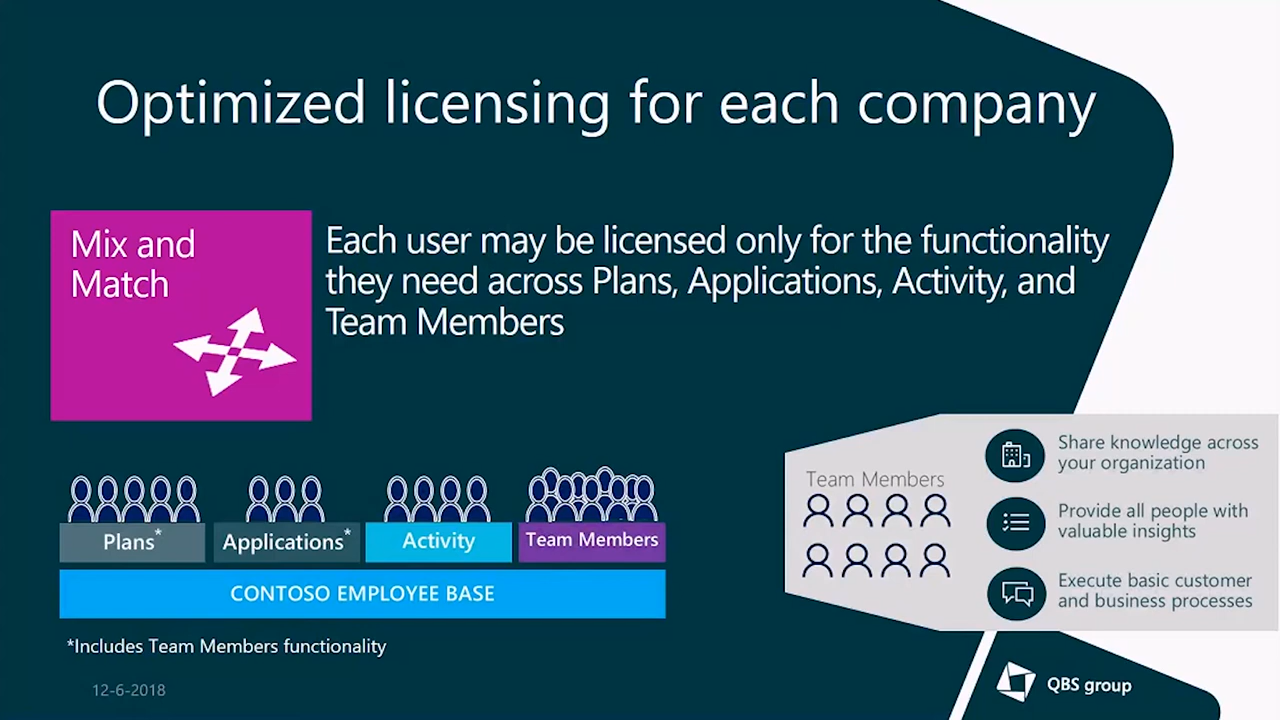 Optimized licensing for each company
Mix and
Match
Each user may be licensed only for the functionality
they need across Plans, Applications, Activity, and
Team Members
Plans*
Applications*
Activity
Team Members
CONTOSO EMPLOYEE BASE
*Includes Team Members functionality
Team Members
Share knowledge across
your organization
Provide all people with
valuable insights
Execute basic customer
and business processes
12-6-2018
QBS group